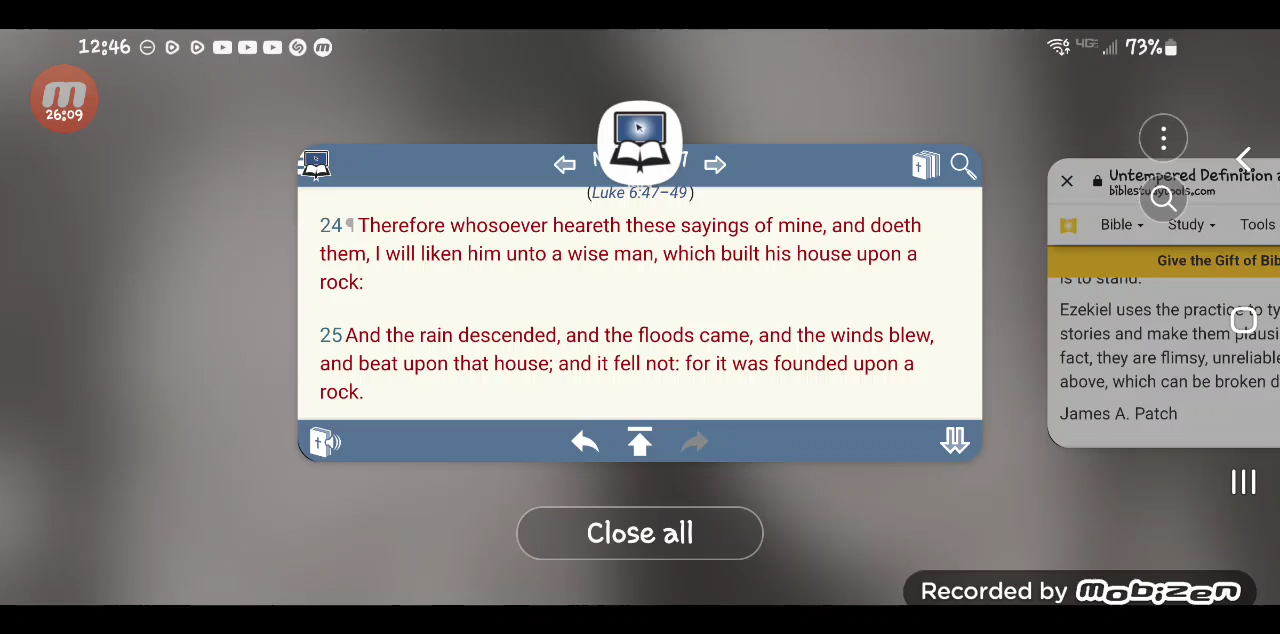 12:46
4GE 73%
m
26:09
7
(Luke 6:47–49)
24¶ Therefore whosoever heareth these sayings of mine, and doeth
them, I will liken him unto a wise man, which built his house upon a
rock:
25 And the rain descended, and the floods came, and the winds blew,
and beat upon that house; and it fell not: for it was founded upon a
rock.
Untempered Definition a
biblestudytools.com
Bible Study Tools
Give the Gift of Bib
is to stand.
Ezekiel uses the practice to ty
stories and make them plausi
fact, they are flimsy, unreliable
above, which can be broken d
James A. Patch
Close all
Recorded by mobizen